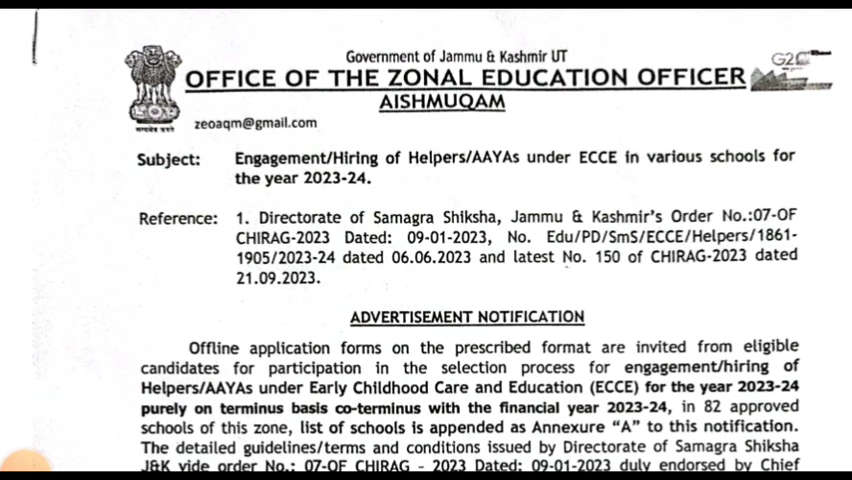 Government of Jammu & Kashmir UT
OFFICE OF THE ZONAL EDUCATION OFFICER
AISHMUQAM
सत्यमेव जयते
zeoaqm@gmail.com
Subject: Engagement/Hiring of Helpers/AAYAs under ECCE in various schools for
the year 2023-24.
Reference: 1. Directorate of Samagra Shiksha, Jammu & Kashmir's Order No.:07-OF
CHIRAG-2023 Dated: 09-01-2023, No. Edu/PD/SmS/ECCE/Helpers/1861-
1905/2023-24 dated 06.06.2023 and latest No. 150 of CHIRAG-2023 dated
21.09.2023.
ADVERTISEMENT NOTIFICATION
Offline application forms on the prescribed format are invited from eligible
candidates for participation in the selection process for engagement/hiring of
Helpers/AAYAs under Early Childhood Care and Education (ECCE) for the year 2023-24
purely on terminus basis co-terminus with the financial year 2023-24, in 82 approved
schools of this zone, list of schools is appended as Annexure "A" to this notification.
The detailed guidelines/terms and conditions issued by Directorate of Samagra Shiksha
J&K vide order No.: 07-OF CHIRAG - 2023 Dated: 09-01-2023 duly endorsed by Chief